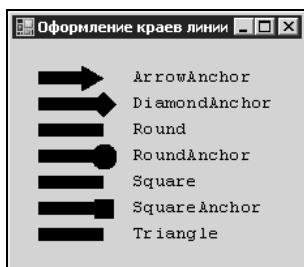 Оформление краев линии
ArrowAnchor
DiamondAnchor
Round
RoundAnchor
Square
SquareAnchor
Triangle